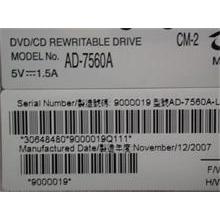 DVD/CD REWRITABLE DRIVE CM-2
MODEL No. AD-7560A
5V⎓1.5A
Serial Number/製造號碼: 9000019 型號AD-7560A-L
*30648480*9000019Q111*
Manufactured Date/製造年度 November/12/2007
*9000019*
F/W
H/W